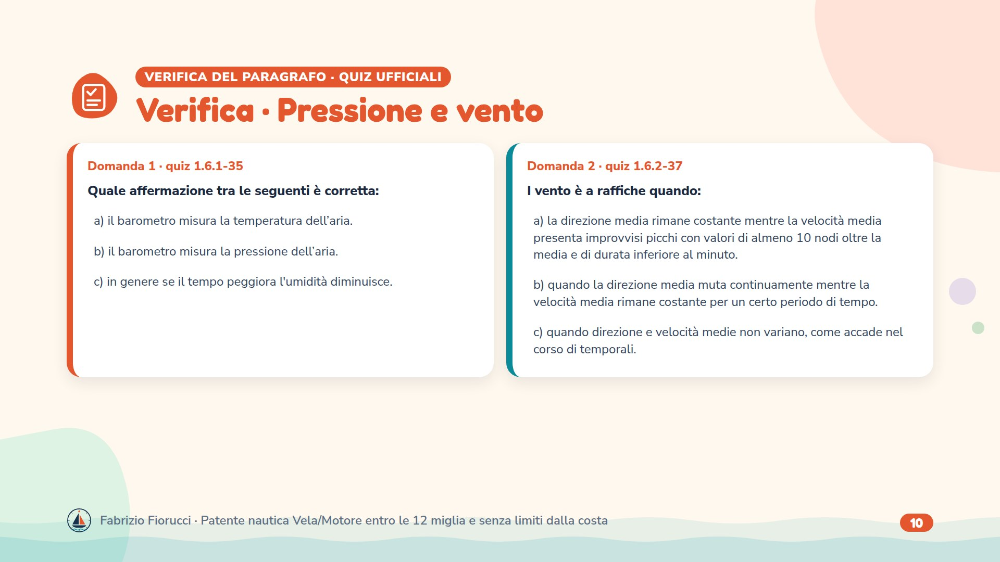 VERIFICA DEL PARAGRAFO · QUIZ UFFICIALI
Verifica · Pressione e vento
Domanda 1 · quiz 1.6.1-35
Quale affermazione tra le seguenti è corretta:
a) il barometro misura la temperatura dell’aria.
b) il barometro misura la pressione dell’aria.
c) in genere se il tempo peggiora l'umidità diminuisce.
Domanda 2 · quiz 1.6.2-37
I vento è a raffiche quando:
a) la direzione media rimane costante mentre la velocità media
presenta improvvisi picchi con valori di almeno 10 nodi oltre la
media e di durata inferiore al minuto.
b) quando la direzione media muta continuamente mentre la
velocità media rimane costante per un certo periodo di tempo.
c) quando direzione e velocità medie non variano, come accade nel
corso di temporali.
Fabrizio Fiorucci · Patente nautica Vela/Motore entro le 12 miglia e senza limiti dalla costa
10